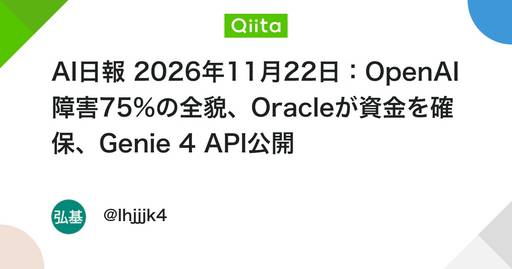 Qiita
AI日報 2026年11月22日：OpenAI
障害75%の全貌、Oracleが資金を確
保、Genie 4 API公開
弘基
@lhjjjk4